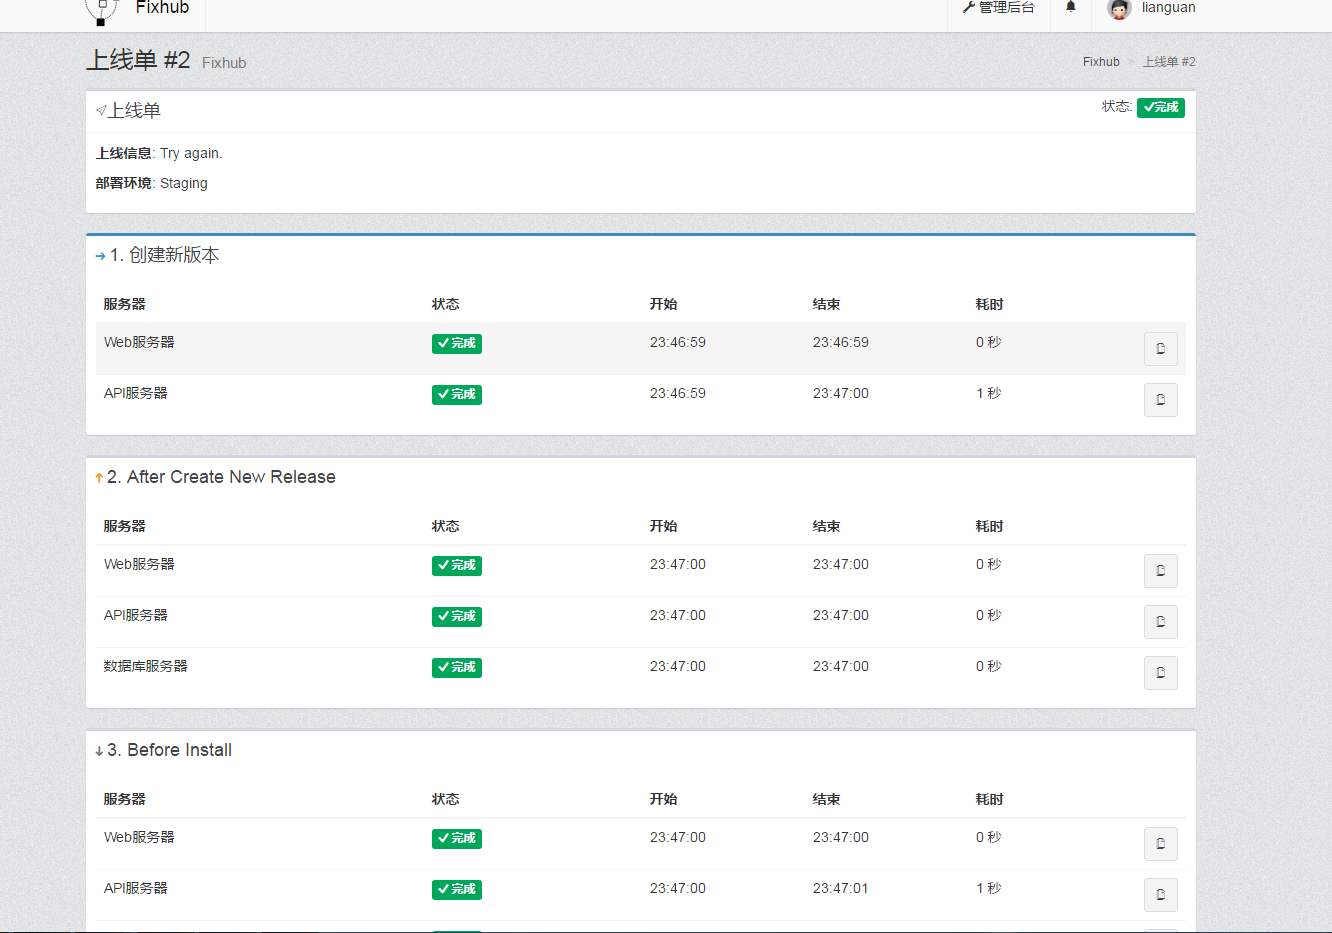 Fixhub 管理后台 lianguan
上线单 #2 Fixhub Fixhub > 上线单 #2
上线单 状态: 完成
上线信息: Try again.
部署环境: Staging
1. 创建新版本
服务器 状态 开始 结束 耗时
Web服务器 完成 23:46:59 23:46:59 0 秒
API服务器 完成 23:46:59 23:47:00 1 秒
2. After Create New Release
服务器 状态 开始 结束 耗时
Web服务器 完成 23:47:00 23:47:00 0 秒
API服务器 完成 23:47:00 23:47:00 0 秒
数据库服务器 完成 23:47:00 23:47:00 0 秒
3. Before Install
服务器 状态 开始 结束 耗时
Web服务器 完成 23:47:00 23:47:00 0 秒
API服务器 完成 23:47:00 23:47:01 1 秒